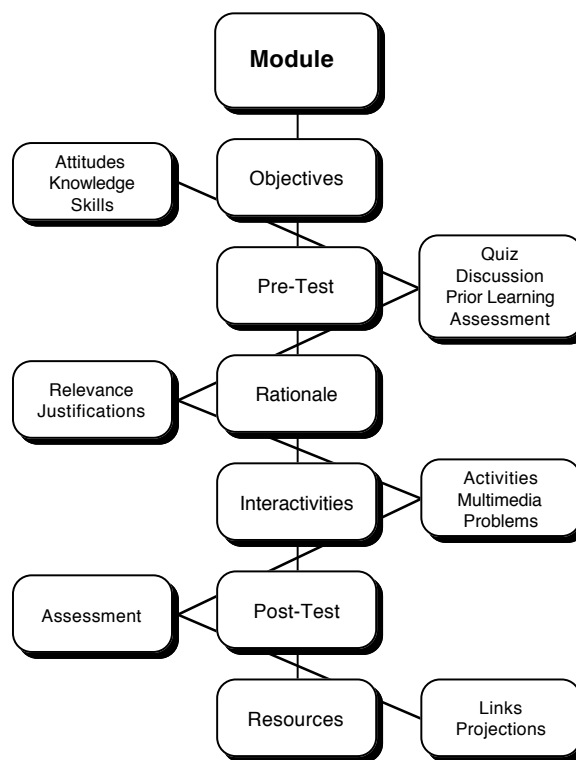 Module
Objectives
Attitudes
Knowledge
Skills
Pre-Test
Quiz
Discussion
Prior Learning
Assessment
Rationale
Relevance
Justifications
Interactivities
Activities
Multimedia
Problems
Post-Test
Assessment
Resources
Links
Projections